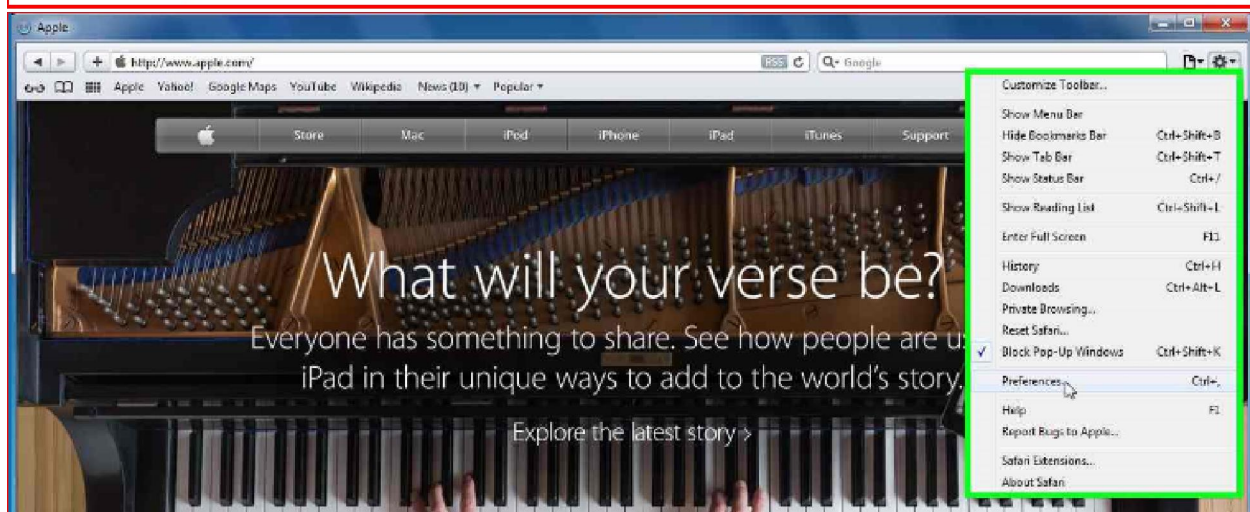 Apple
http://www.apple.com/
RSS
Google
Apple Yahoo! Google Maps YouTube Wikipedia News (10) Popular
Store Mac iPod iPhone iPad iTunes Support
What will your verse be?
Everyone has something to share. See how people are us
iPad in their unique ways to add to the world's story.
Explore the latest story >
Customize Toolbar...
Show Menu Bar
Hide Bookmarks Bar Ctrl+Shift+B
Show Tab Bar Ctrl+Shift+T
Show Status Bar Ctrl+/
Show Reading List Ctrl+Shift+L
Enter Full Screen F11
History Ctrl+H
Downloads Ctrl+Alt+L
Private Browsing...
Reset Safari...
Block Pop-Up Windows Ctrl+Shift+K
Preferences... Ctrl+,
Help F1
Report Bugs to Apple...
Safari Extensions...
About Safari